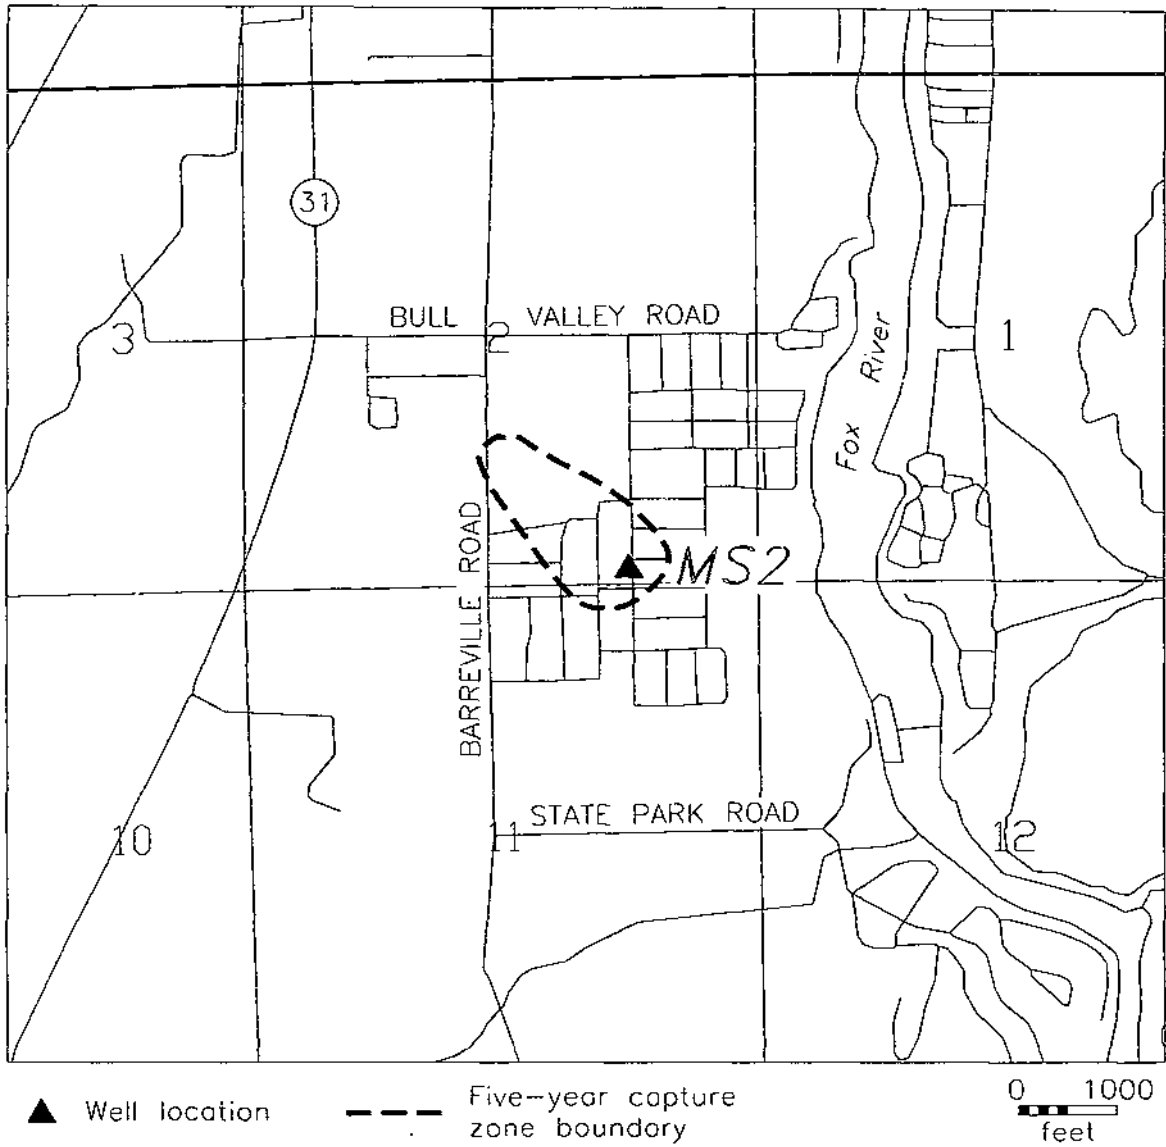 31
BULL VALLEY ROAD
3
2
1
Fox River
BARREVILLE ROAD
MS2
STATE PARK ROAD
10
11
12
Well location
Five-year capture
zone boundary
0 1000
feet